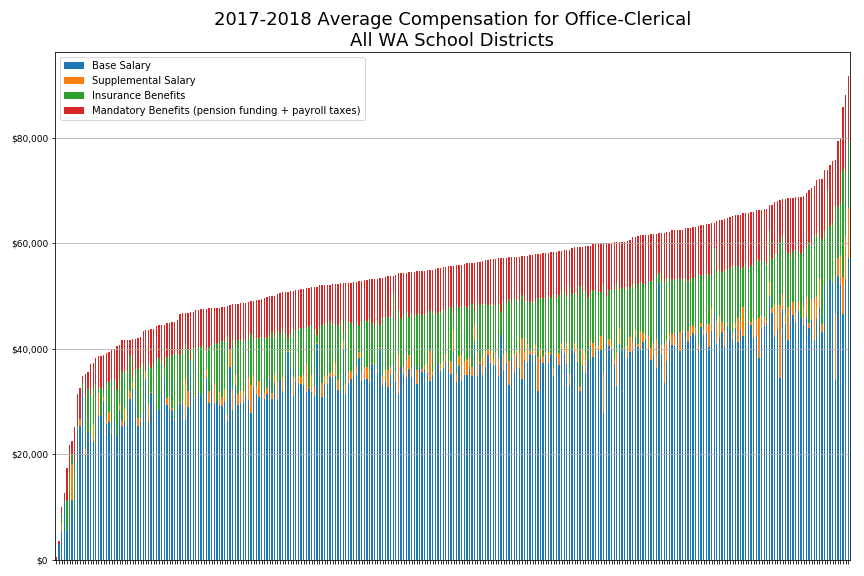 2017-2018 Average Compensation for Office-Clerical
All WA School Districts
Base Salary
Supplemental Salary
Insurance Benefits
Mandatory Benefits (pension funding + payroll taxes)
$80,000
$60,000
$40,000
$20,000
$0